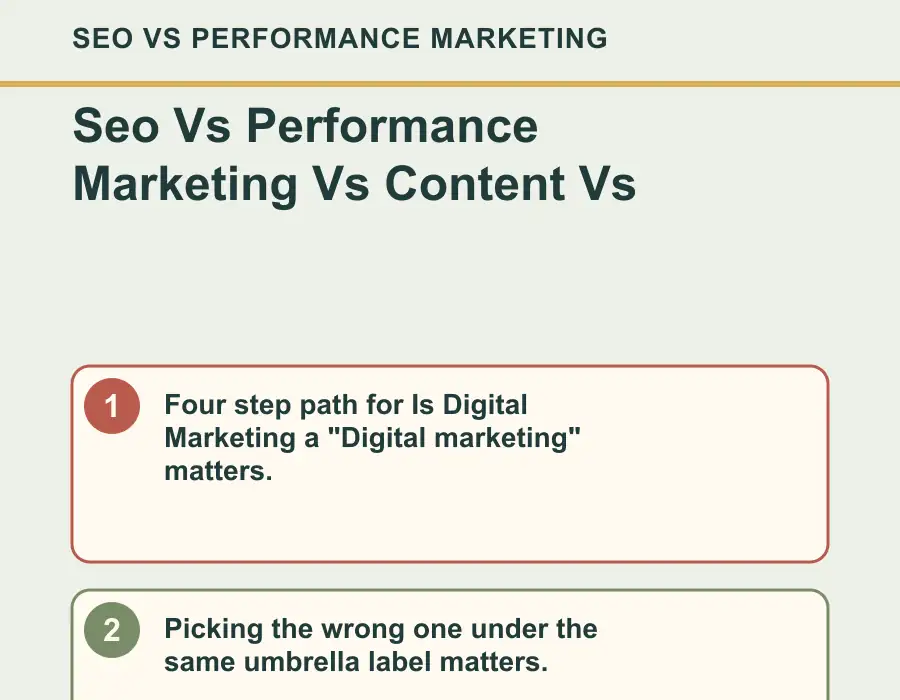 SEO VS PERFORMANCE MARKETING
Seo Vs Performance
Marketing Vs Content Vs
1
Four step path for Is Digital
Marketing a "Digital marketing"
matters.
2
Picking the wrong one under the
same umbrella label matters.